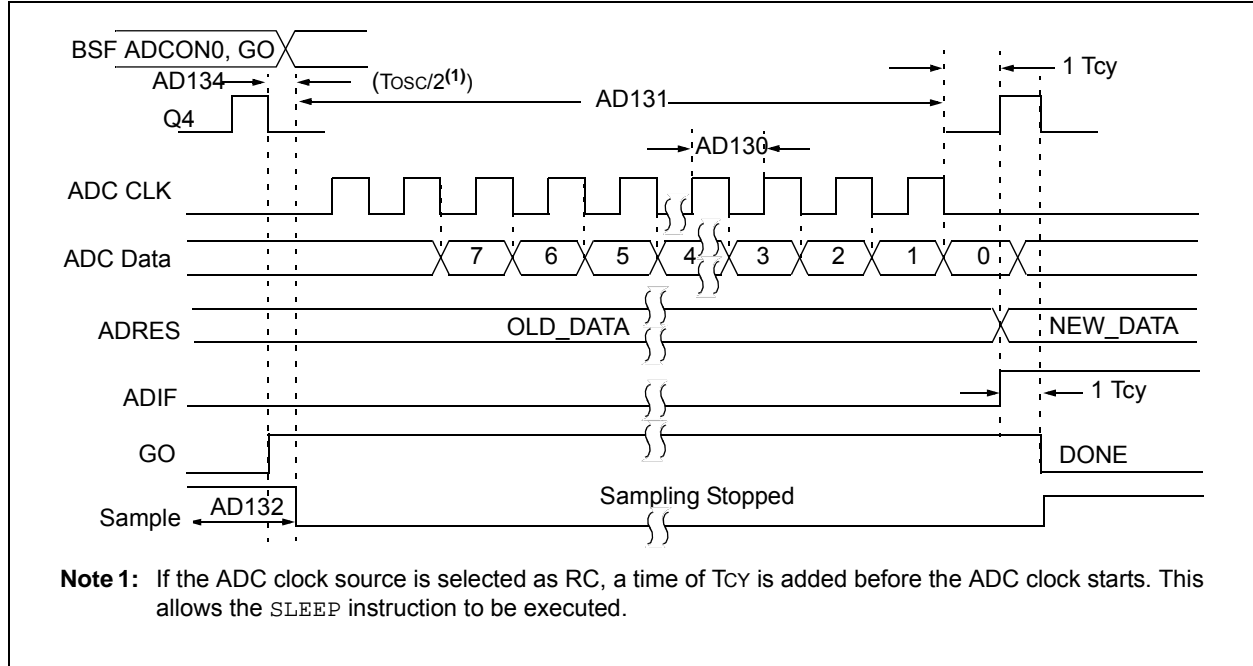 BSF ADCON0, GO
AD134
(TOSC/2(1))
1 TCY
AD131
Q4
AD130
ADC CLK
ADC Data
7 6 5 4 3 2 1 0
ADRES
OLD_DATA
NEW_DATA
ADIF
1 TCY
GO
DONE
Sample
AD132
Sampling Stopped
Note 1: If the ADC clock source is selected as RC, a time of TCY is added before the ADC clock starts. This
allows the SLEEP instruction to be executed.